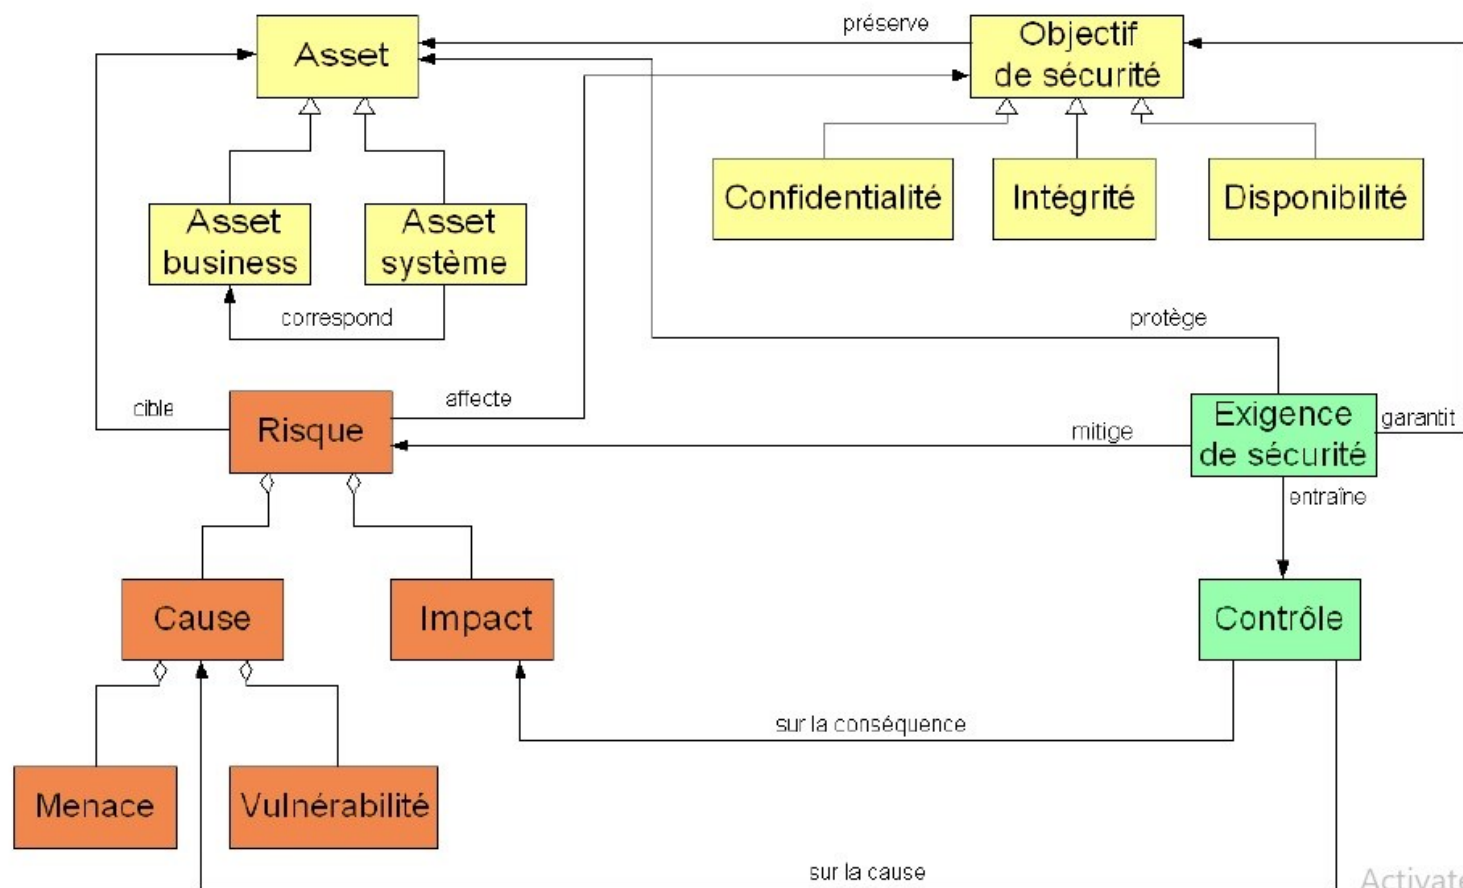 préserve
Objectif
de sécurité
Asset
Confidentialité
Intégrité
Disponibilité
Asset
business
Asset
système
correspond
protège
cible
affecte
Risque
mitige
Exigence
de sécurité
garantit
entraîne
Cause
Impact
Contrôle
sur la conséquence
Menace
Vulnérabilité
sur la cause
Activate